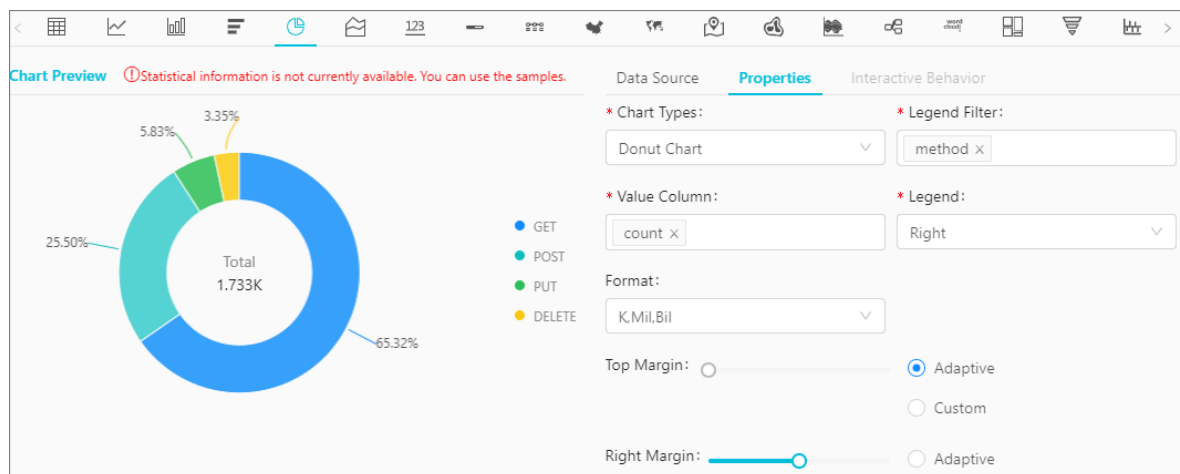 123
word cloud
Chart Preview
Statistical information is not currently available. You can use the samples.
Data Source
Properties
Interactive Behavior
* Chart Types:
* Legend Filter:
Donut Chart
method ×
* Value Column:
* Legend:
count ×
Right
Format:
K,Mil,Bil
Top Margin:
Adaptive
Custom
Right Margin:
Adaptive
3.35%
5.83%
25.50%
65.32%
Total
1.733K
GET
POST
PUT
DELETE